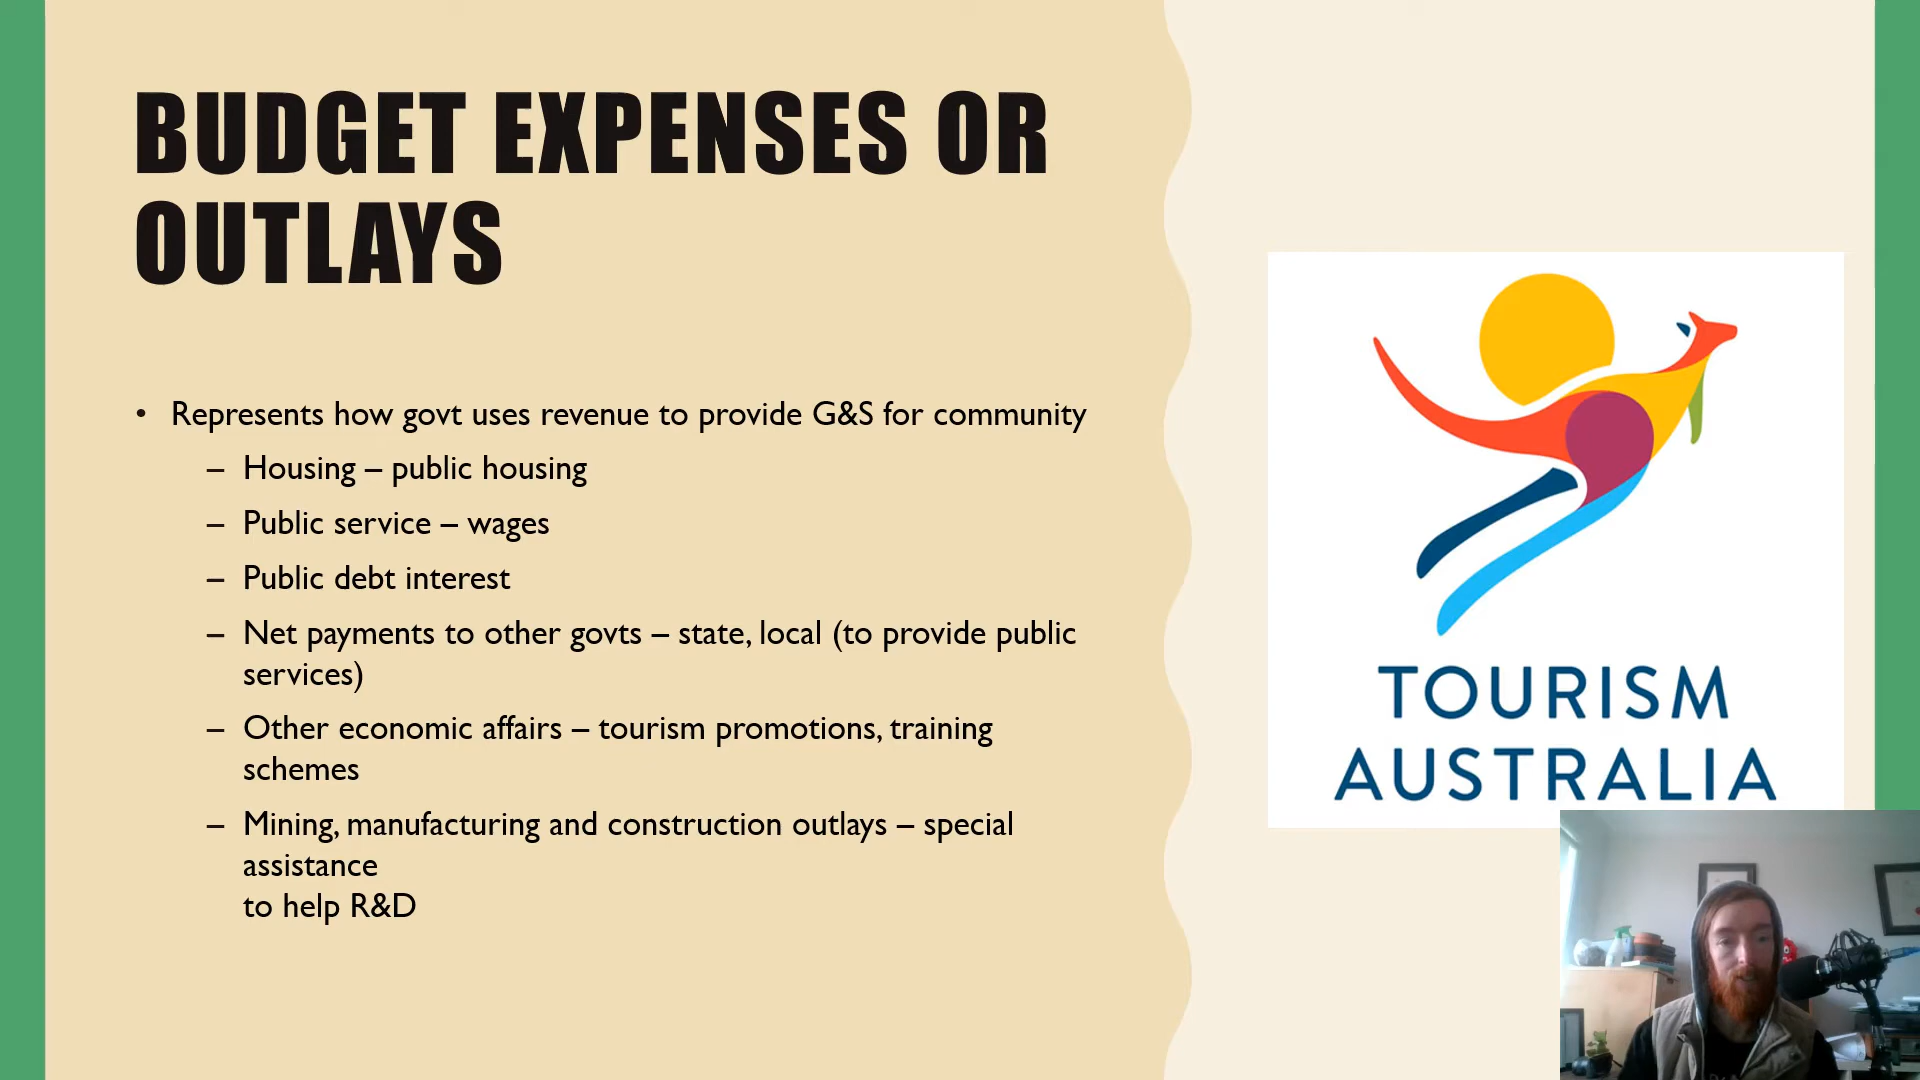 BUDGET EXPENSES OR
OUTLAYS
• Represents how govt uses revenue to provide G&S for community
– Housing – public housing
– Public service – wages
– Public debt interest
– Net payments to other govts – state, local (to provide public
services)
– Other economic affairs – tourism promotions, training
schemes
– Mining, manufacturing and construction outlays – special
assistance
to help R&D
TOURISM
AUSTRALIA